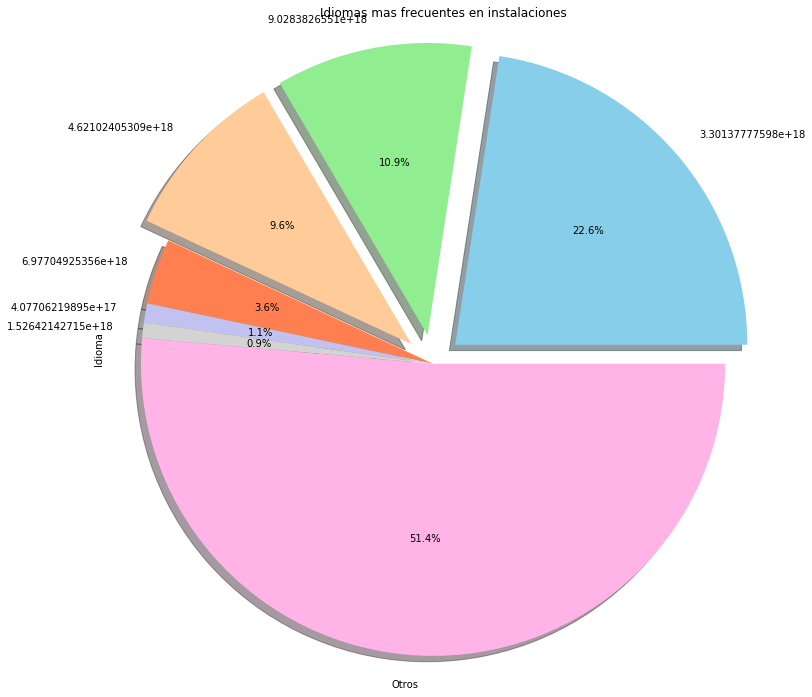 Idiomas mas frecuentes en instalaciones
9.0283826551e+18
3.30137777598e+18
4.62102405309e+18
10.9%
9.6%
22.6%
6.97704925356e+18
4.07706219895e+17
3.6%
1.52642142715e+18
1.1%
0.9%
Idioma
51.4%
Otros